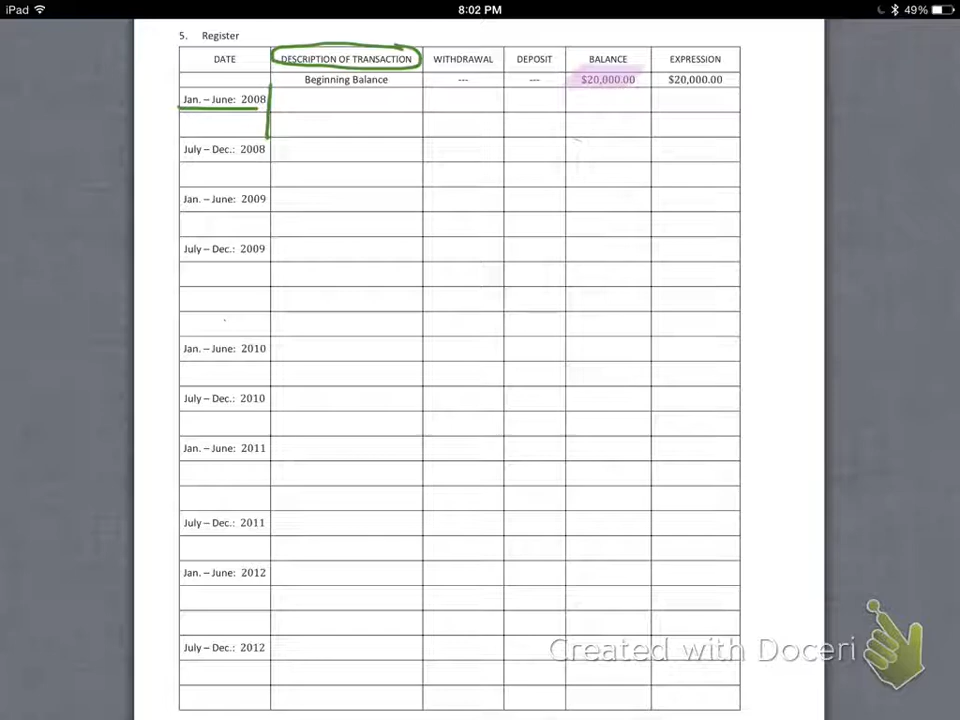 iPad 8:02 PM 49%
5. Register
DATE DESCRIPTION OF TRANSACTION WITHDRAWAL DEPOSIT BALANCE EXPRESSION
Beginning Balance --- --- $20,000.00 $20,000.00
Jan. – June: 2008
July – Dec.: 2008
Jan. – June: 2009
July – Dec.: 2009
Jan. – June: 2010
July – Dec.: 2010
Jan. – June: 2011
July – Dec.: 2011
Jan. – June: 2012
July – Dec.: 2012
Created with Doceri